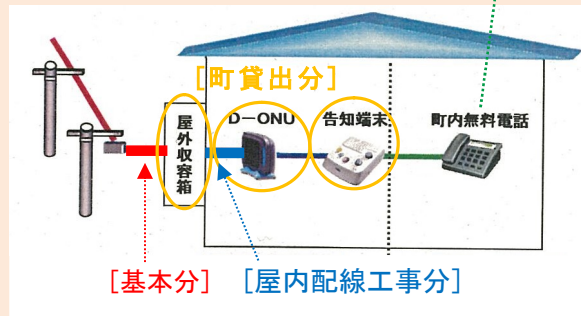 [町貸出分]
D－ONU
告知端末
町内無料電話
屋外収容箱
[基本分]
[屋内配線工事分]